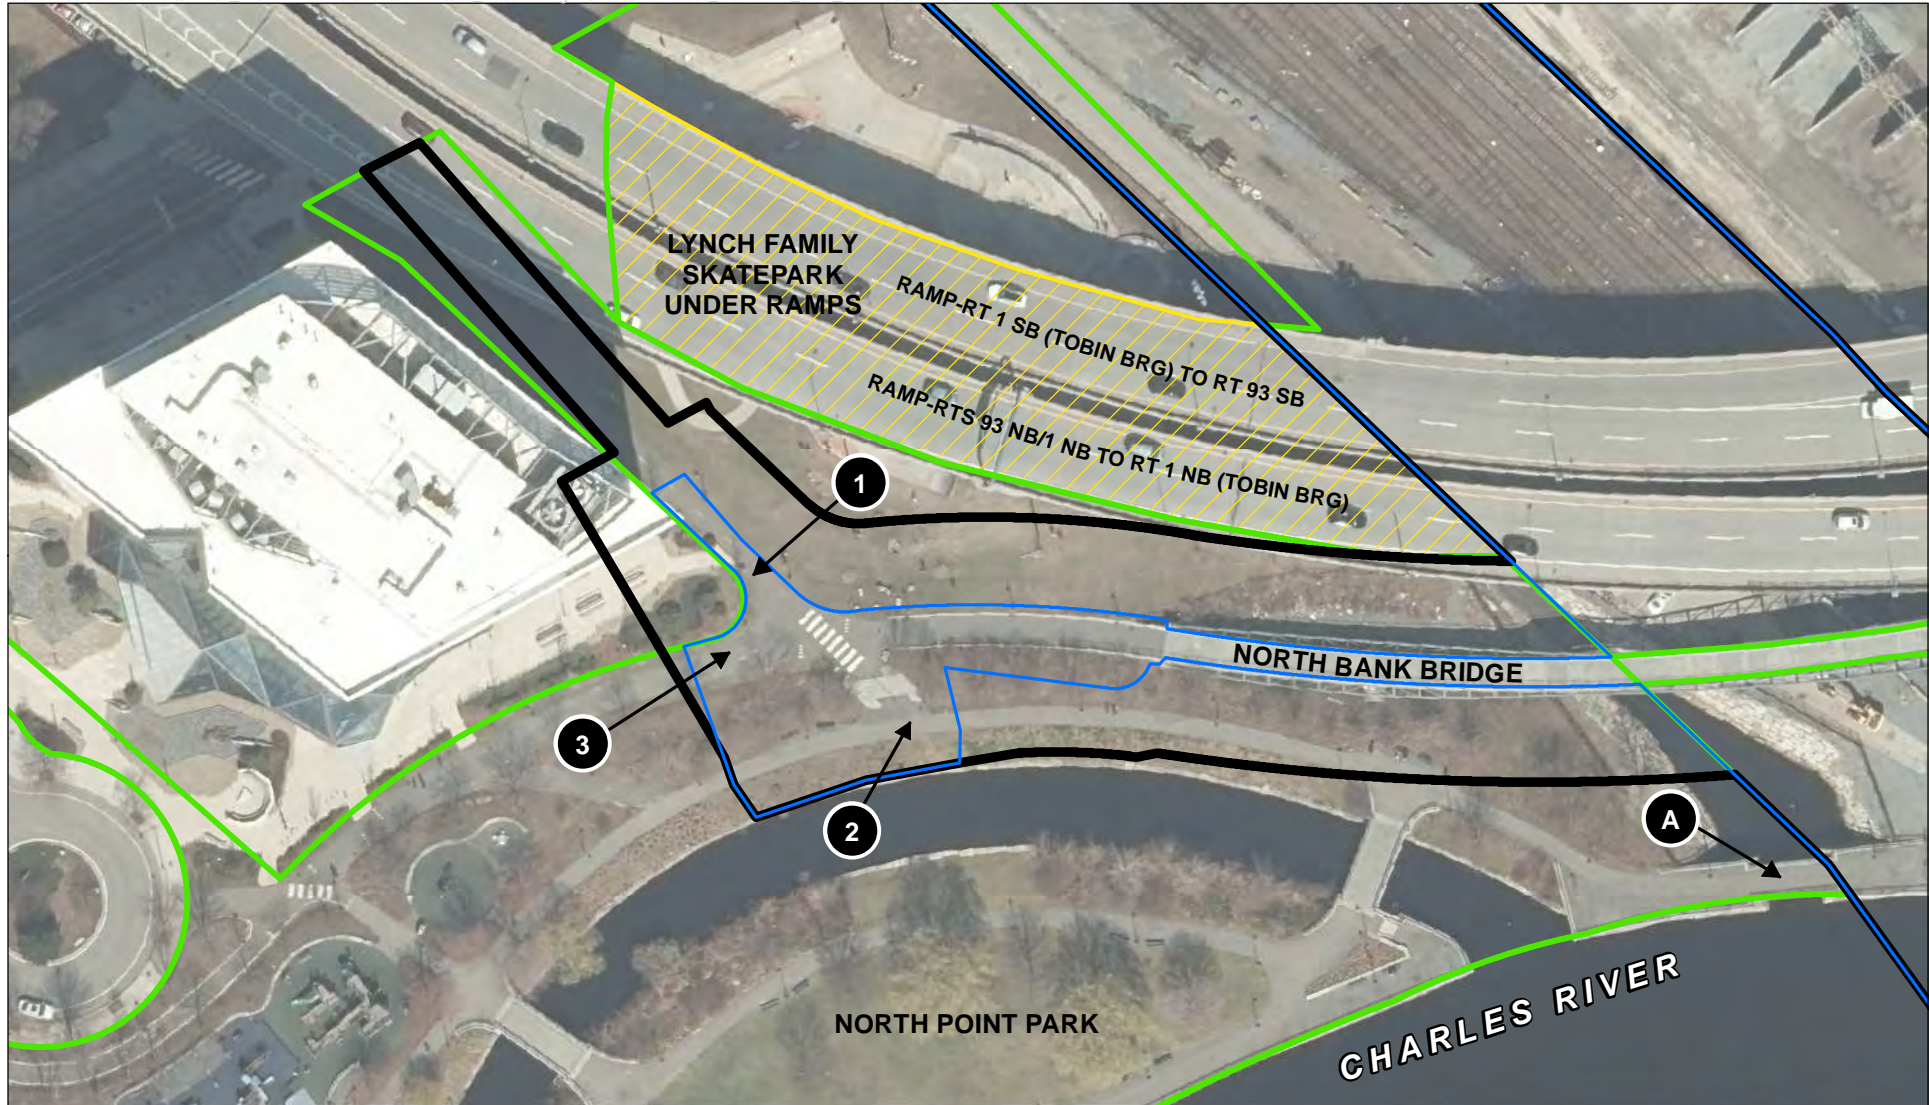 LYNCH FAMILY
SKATEPARK
UNDER RAMPS
RAMP-RT 1 SB (TOBIN BRG) TO RT 93 SB
RAMP-RTS 93 NB/1 NB TO RT 1 NB (TOBIN BRG)
1
NORTH BANK BRIDGE
3
2
A
CHARLES RIVER
NORTH POINT PARK